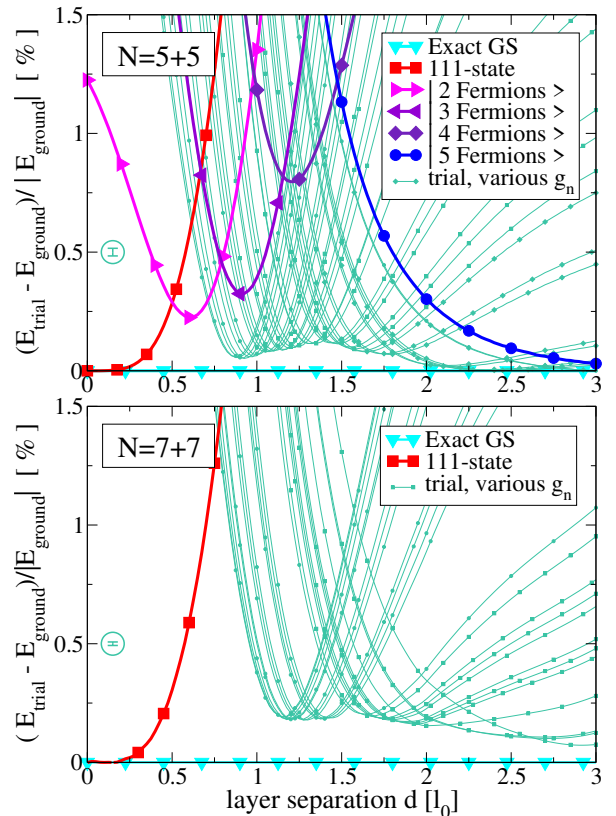 (E_trial - E_ground)/ |E_ground| [ % ]
1.5
1
0.5
0
N=5+5
Exact GS
111-state
|2 Fermions >
|3 Fermions >
|4 Fermions >
|5 Fermions >
trial, various g_n
0 0.5 1 1.5 2 2.5 3
( E_trial - E_ground)/|E_ground| [ % ]
1.5
1
0.5
0
N=7+7
Exact GS
111-state
trial, various g_n
0 0.5 1 1.5 2 2.5 3
layer separation d [l_0]